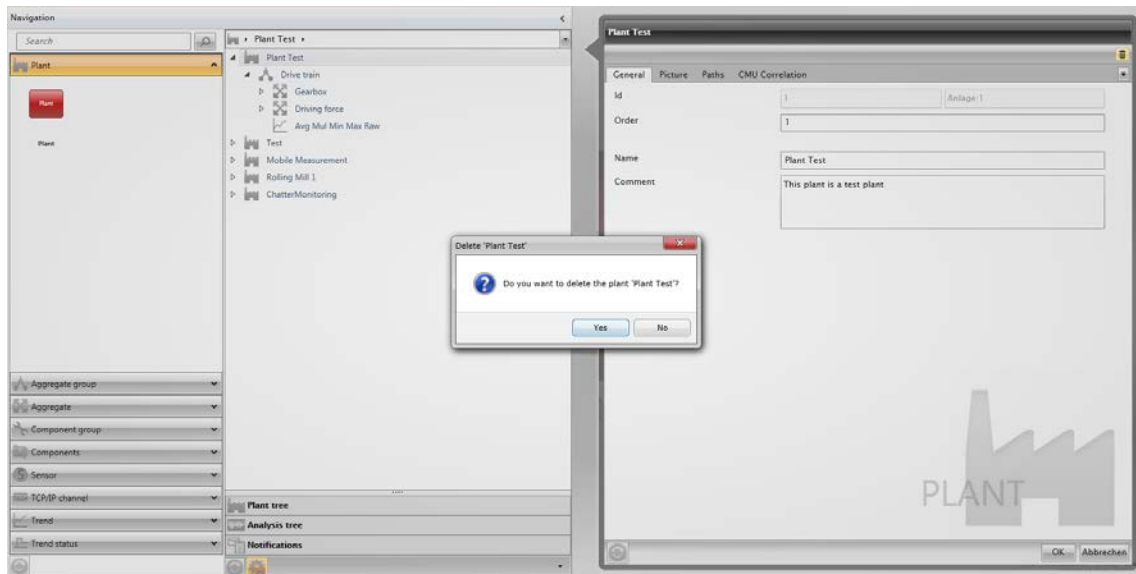 Navigation
Search
Plant
Plant
Plant
Aggregate group
Aggregate
Component group
Components
Sensor
TCP/IP channel
Trend
Trend status
Plant Test
Plant Test
Drive train
Gearbox
Driving force
Avg Mul Min Max Raw
Test
Mobile Measurement
Rolling Mill 1
ChatterMonitoring
Plant tree
Analysis tree
Notifications
Delete 'Plant Test'
Do you want to delete the plant 'Plant Test'?
Yes No
Plant Test
General Picture Paths CMU Correlation
Id 1 Anlage:1
Order 1
Name Plant Test
Comment This plant is a test plant
PLANT
OK Abbrechen